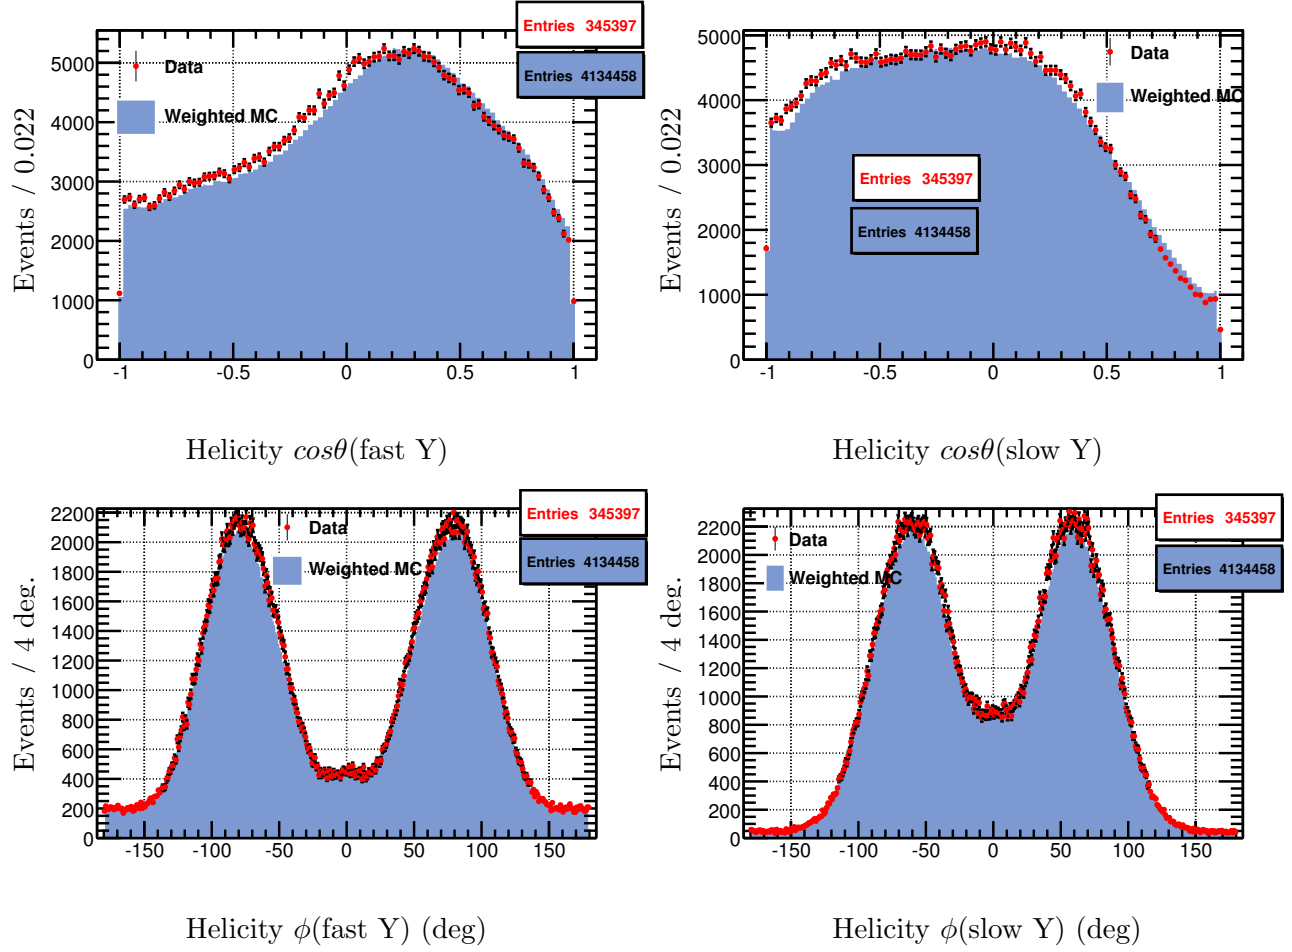 Entries 345397
Entries 4134458
Data
Weighted MC
Events / 0.022
5000
4000
3000
2000
1000
0
-1
-0.5
0
0.5
1
Helicity cosθ(fast Y)
Data
Weighted MC
Entries 345397
Entries 4134458
Events / 0.022
5000
4000
3000
2000
1000
0
-1
-0.5
0
0.5
1
Helicity cosθ(slow Y)
Entries 345397
Entries 4134458
Data
Weighted MC
Events / 4 deg.
2200
2000
1800
1600
1400
1200
1000
800
600
400
200
0
-150
-100
-50
0
50
100
150
Helicity ϕ(fast Y) (deg)
Entries 345397
Entries 4134458
Data
Weighted MC
Events / 4 deg.
2200
2000
1800
1600
1400
1200
1000
800
600
400
200
0
-150
-100
-50
0
50
100
150
Helicity ϕ(slow Y) (deg)